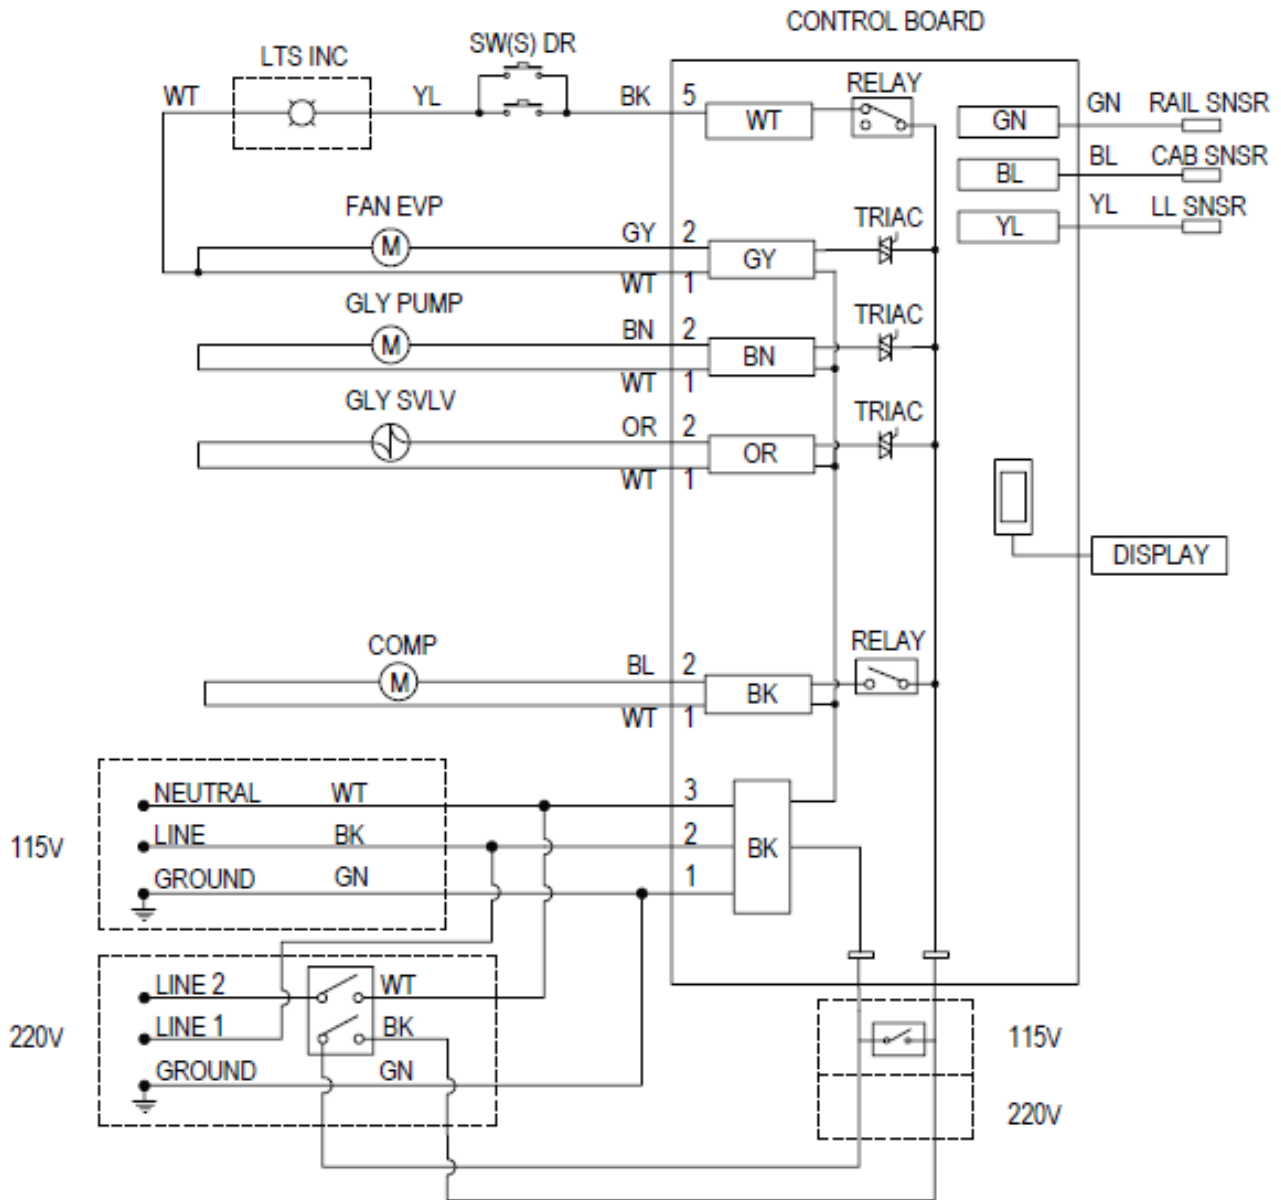 CONTROL BOARD
LTS INC
SW(S) DR
WT
YL
BK
5
WT
RELAY
GN
GN
RAIL SNSR
BL
BL
CAB SNSR
YL
YL
LL SNSR
FAN EVP
M
GY
2
GY
TRIAC
WT
1
GLY PUMP
M
BN
2
BN
TRIAC
WT
1
GLY SVLV
OR
2
OR
TRIAC
WT
1
DISPLAY
COMP
M
BL
2
BK
RELAY
WT
1
115V
NEUTRAL
WT
3
LINE
BK
2
BK
GROUND
GN
1
220V
LINE 2
WT
LINE 1
BK
GROUND
GN
115V
220V